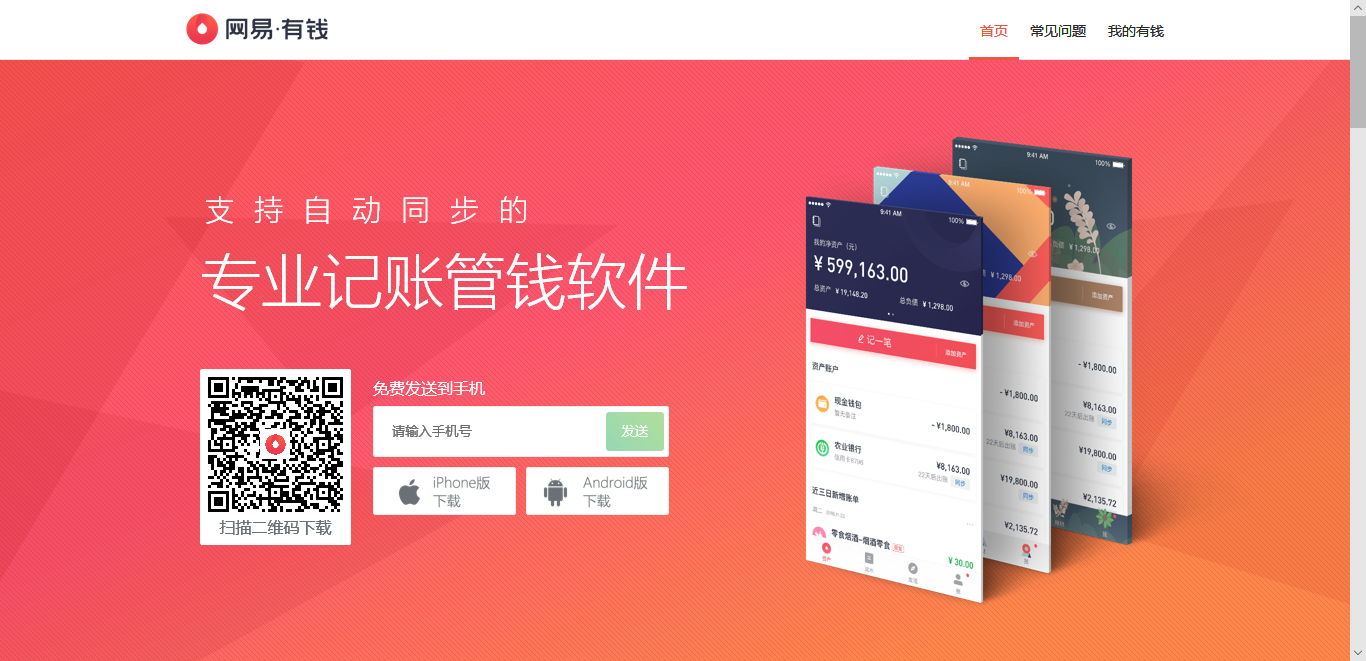 网易·有钱
首页 常见问题 我的有钱
支持自动同步的
专业记账管钱软件
免费发送到手机
请输入手机号 发送
iPhone版
下载
Android版
下载
扫描二维码下载
9:41 AM 100%
9:41 AM 100%
9:41 AM 100%
我的净资产（元）
¥ 599,163.00
总资产 ¥ 19,148.20 总负债 ¥ 1,298.00
记一笔 添加资产
资产账户
现金钱包
暂无备注
- ¥1,800.00
农业银行
信用卡8796
¥8,163.00
22天后出账 同步
近三日新增账单
零食烟酒-烟酒零食
¥ 30.00
资产 发现 我
¥ 1,298.00
添加资产
- ¥1,800.00
¥8,163.00
22天后出账 同步
¥19,800.00
同步
¥2,135.72
我
负债 ¥ 1,298.00
添加资产
- ¥1,800.00
¥8,163.00
22天后出账 同步
¥19,800.00
同步
¥2,135.72
我